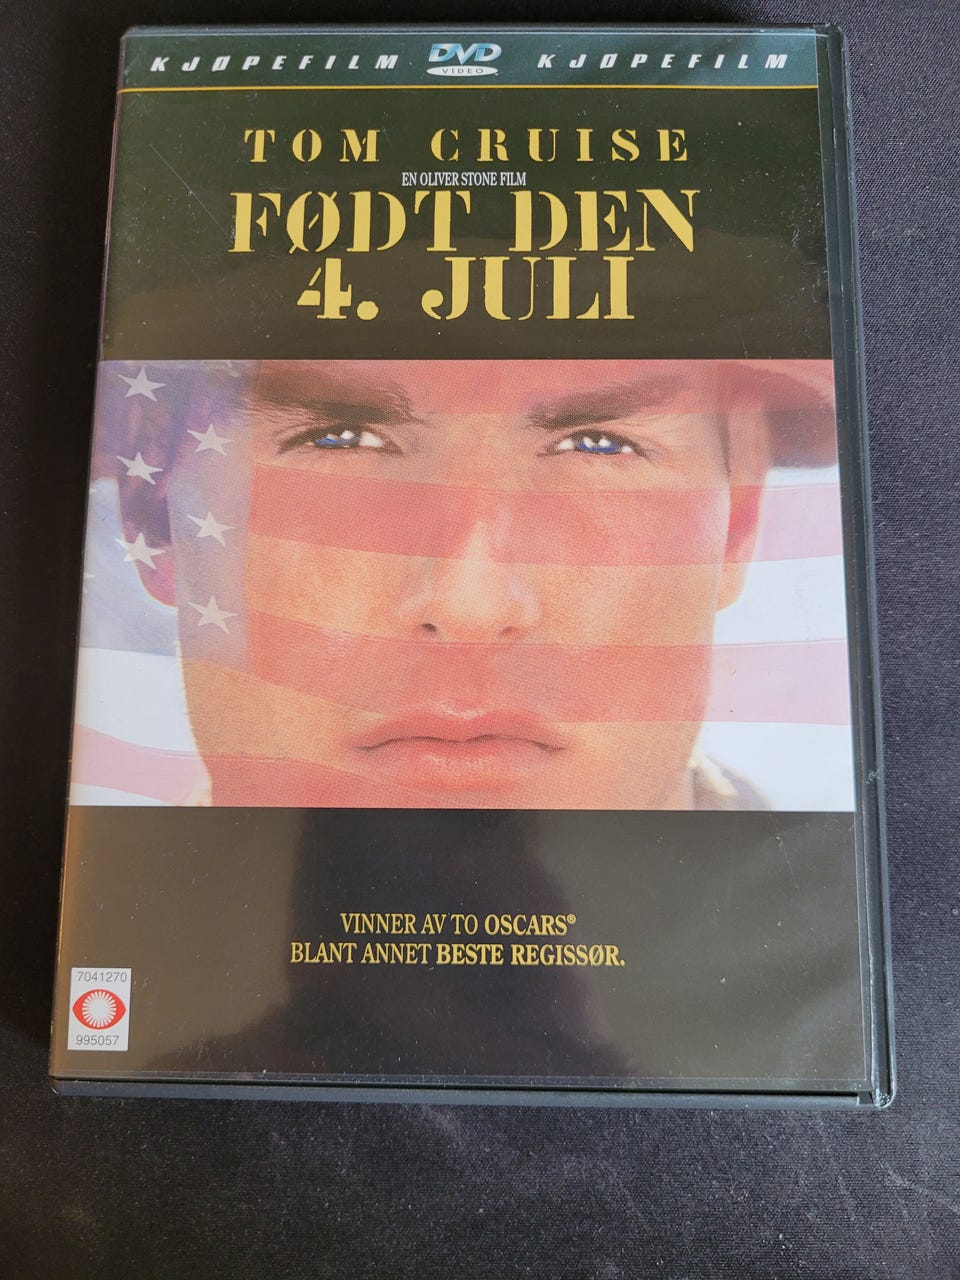 KJØPEFILM DVD VIDEO KJØPEFILM
TOM CRUISE
EN OLIVER STONE FILM
FØDT DEN
4. JULI
VINNER AV TO OSCARS®
BLANT ANNET BESTE REGISSØR.
7041270
995057